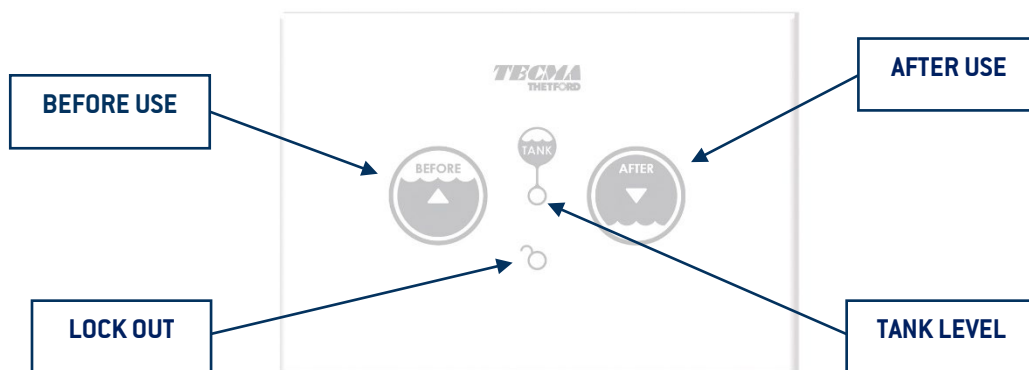 TECMA
THETFORD
BEFORE USE
AFTER USE
TANK
BEFORE
AFTER
LOCK OUT
TANK LEVEL